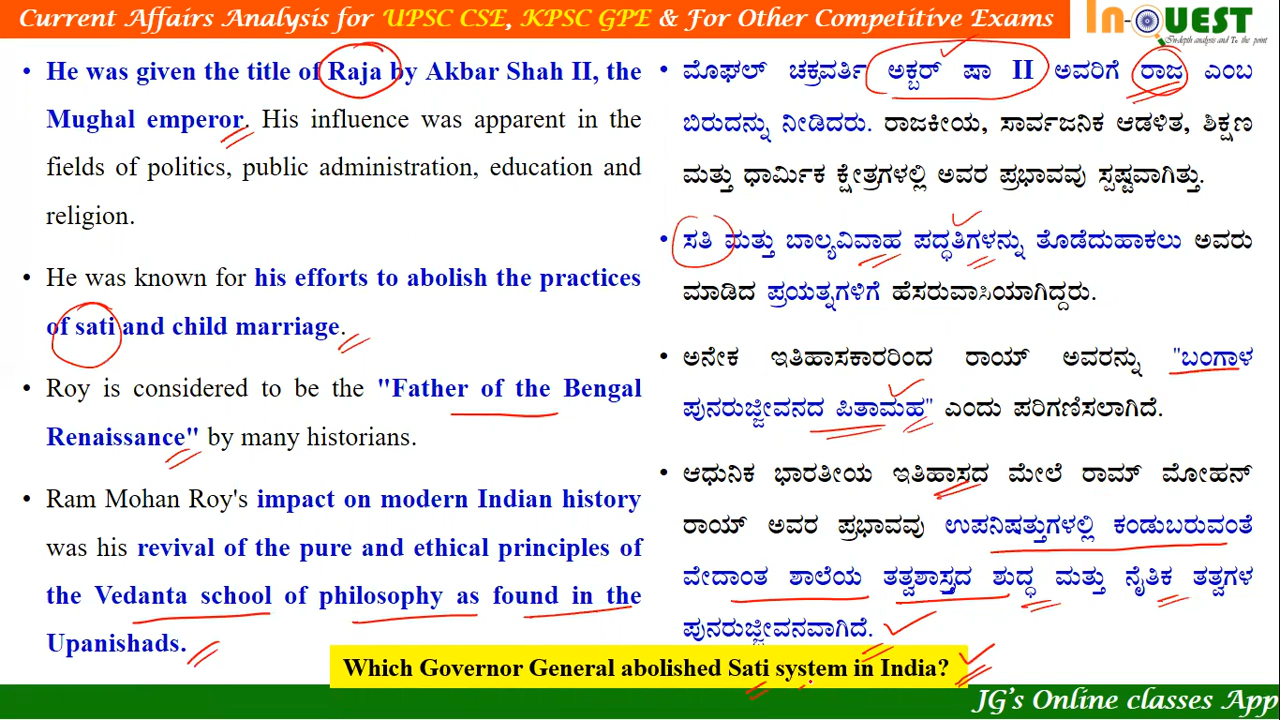 Current Affairs Analysis for UPSC CSE, KPSC GPE & For Other Competitive Exams
In-QUEST
In-depth analysis and To the point
• He was given the title of Raja by Akbar Shah II, the
Mughal emperor. His influence was apparent in the
fields of politics, public administration, education and
religion.
• He was known for his efforts to abolish the practices
of sati and child marriage.
• Roy is considered to be the "Father of the Bengal
Renaissance" by many historians.
• Ram Mohan Roy's impact on modern Indian history
was his revival of the pure and ethical principles of
the Vedanta school of philosophy as found in the
Upanishads.
• ಮೊಘಲ್ ಚಕ್ರವರ್ತಿ ಅಕ್ಬರ್ ಷಾ II ಅವರಿಗೆ ರಾಜ ಎಂಬ
ಬಿರುದನ್ನು ನೀಡಿದರು. ರಾಜಕೀಯ, ಸಾರ್ವಜನಿಕ ಆಡಳಿತ, ಶಿಕ್ಷಣ
ಮತ್ತು ಧಾರ್ಮಿಕ ಕ್ಷೇತ್ರಗಳಲ್ಲಿ ಅವರ ಪ್ರಭಾವವು ಸ್ಪಷ್ಟವಾಗಿತ್ತು.
• ಸತಿ ಮತ್ತು ಬಾಲ್ಯವಿವಾಹ ಪದ್ಧತಿಗಳನ್ನು ತೊಡೆದುಹಾಕಲು ಅವರು
ಮಾಡಿದ ಪ್ರಯತ್ನಗಳಿಗೆ ಹೆಸರುವಾಸಿಯಾಗಿದ್ದರು.
• ಅನೇಕ ಇತಿಹಾಸಕಾರರಿಂದ ರಾಯ್ ಅವರನ್ನು "ಬಂಗಾಳ
ಪುನರುಜ್ಜೀವನದ ಪಿತಾಮಹ" ಎಂದು ಪರಿಗಣಿಸಲಾಗಿದೆ.
• ಆಧುನಿಕ ಭಾರತೀಯ ಇತಿಹಾಸದ ಮೇಲೆ ರಾಮ್ ಮೋಹನ್
ರಾಯ್ ಅವರ ಪ್ರಭಾವವು ಉಪನಿಷತ್ತುಗಳಲ್ಲಿ ಕಂಡುಬರುವಂತೆ
ವೇದಾಂತ ಶಾಲೆಯ ತತ್ವಶಾಸ್ತ್ರದ ಶುದ್ಧ ಮತ್ತು ನೈತಿಕ ತತ್ವಗಳ
ಪುನರುಜ್ಜೀವನವಾಗಿದೆ.
Which Governor General abolished Sati system in India?
JG's Online classes App